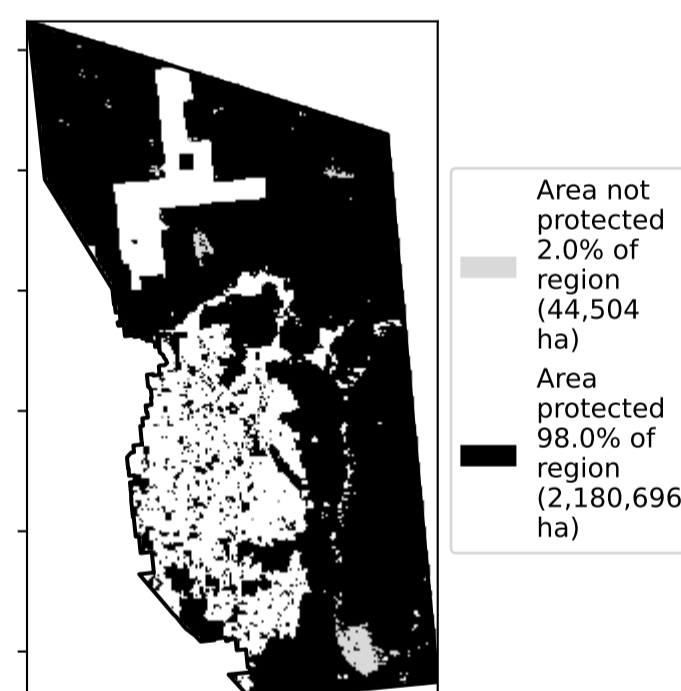 Area not
protected
2.0% of
region
(44,504
ha)
Area
protected
98.0% of
region
(2,180,696
ha)